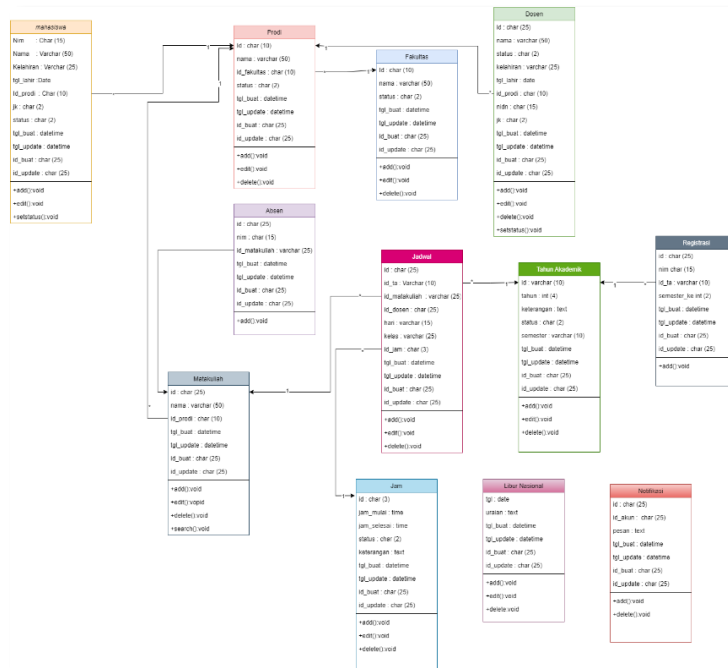 mahasiswa
Nim : Char (15)
Nama : Varchar (50)
Kelahiran : Varchar (25)
tgl_lahir :Date
id_prodi : Char (10)
jk : char (2)
status : char (2)
tgl_buat : datetime
tgl_update : datetime
id_buat : char (25)
id_update : char (25)
+add():void
+edit():void
+setstatus():void
Prodi
id : char (10)
nama : varchar (50)
id_fakultas : char (10)
status : char (2)
tgl_buat : datetime
tgl_update : datetime
id_buat : char (25)
id_update : char (25)
+add():void
+edit():void
+delete():void
Fakultas
id : char (10)
nama : varchar (50)
status : char (2)
tgl_buat : datetime
tgl_update : datetime
id_buat : char (25)
id_update : char (25)
+add():void
+edit():void
+delete():void
Dosen
id : char (25)
nama : varchar (50)
status : char (2)
kelahiran : varchar (25)
tgl_lahir : date
id_prodi : char (10)
nidn : char (15)
jk : char (2)
tgl_buat : datetime
tgl_update : datetime
id_buat : char (25)
id_update : char (25)
+add():void
+edit():void
+delete():void
+setstatus():void
Absen
id : char (25)
nim : char (15)
id_matakuliah : varchar (25)
tgl_buat : datetime
tgl_update : datetime
id_buat : char (25)
id_update : char (25)
+add():void
Jadwal
id : char (25)
id_ta : Varchar (10)
id_matakuliah : varchar (25)
id_dosen : char (25)
hari : varchar (15)
kelas : varchar (25)
id_jam : char (3)
tgl_buat : datetime
tgl_update : datetime
id_buat : char (25)
id_update : char (25)
+add():void
+edit():void
+delete():void
Tahun Akademik
id : varchar (10)
tahun : int (4)
keterangan : text
status : char (2)
semester : varchar (10)
tgl_buat : datetime
tgl_update : datetime
id_buat : char (25)
id_update : char (25)
+add():void
+edit():void
+delete():void
Registrasi
id : char (25)
nim char (15)
id_ta : varchar (10)
semester_ke int (2)
tgl_buat : datetime
tgl_update : datetime
id_buat : char (25)
id_update : char (25)
+add():void
Matakuliah
id : char (25)
nama : varchar (50)
id_prodi : char (10)
tgl_buat : datetime
tgl_update : datetime
id_buat : char (25)
id_update : char (25)
+add():void
+edit():vopid
+delete():void
+search():void
Jam
id : char (3)
jam_mulai : time
jam_selesai : time
status : char (2)
keterangan : text
tgl_buat : datetime
tgl_update : datetime
id_buat : char (25)
id_update : char (25)
+add():void
+edit():void
+delete():void
Libur Nasional
tgl : date
uraian : text
tgl_buat : datetime
tgl_update : datetime
id_buat : char (25)
id_update : char (25)
+add():void
+edit():void
+delete:void
Notifikasi
id : char (25)
id_akun : char (25)
pesan : text
tgl_buat : datetime
tgl_update : datetime
id_buat : char (25)
id_update : char (25)
+add():void
+delete():void